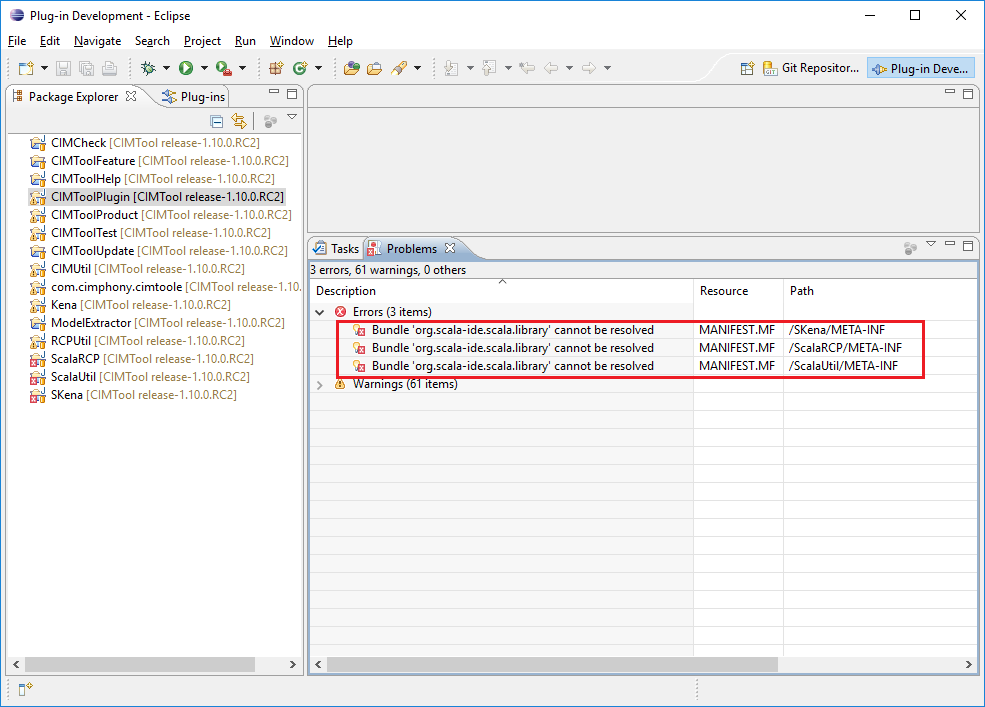 Plug-in Development - Eclipse
File Edit Navigate Search Project Run Window Help
Git Repositor... Plug-in Deve...
Package Explorer Plug-ins
CIMCheck [CIMTool release-1.10.0.RC2]
CIMToolFeature [CIMTool release-1.10.0.RC2]
CIMToolHelp [CIMTool release-1.10.0.RC2]
CIMToolPlugin [CIMTool release-1.10.0.RC2]
CIMToolProduct [CIMTool release-1.10.0.RC2]
CIMToolTest [CIMTool release-1.10.0.RC2]
CIMToolUpdate [CIMTool release-1.10.0.RC2]
CIMUtil [CIMTool release-1.10.0.RC2]
com.cimphony.cimtoole [CIMTool release-1.10.
Kena [CIMTool release-1.10.0.RC2]
ModelExtractor [CIMTool release-1.10.0.RC2]
RCPUtil [CIMTool release-1.10.0.RC2]
ScalaRCP [CIMTool release-1.10.0.RC2]
ScalaUtil [CIMTool release-1.10.0.RC2]
SKena [CIMTool release-1.10.0.RC2]
Tasks Problems
3 errors, 61 warnings, 0 others
Description Resource Path
Errors (3 items)
Bundle 'org.scala-ide.scala.library' cannot be resolved MANIFEST.MF /SKena/META-INF
Bundle 'org.scala-ide.scala.library' cannot be resolved MANIFEST.MF /ScalaRCP/META-INF
Bundle 'org.scala-ide.scala.library' cannot be resolved MANIFEST.MF /ScalaUtil/META-INF
Warnings (61 items)